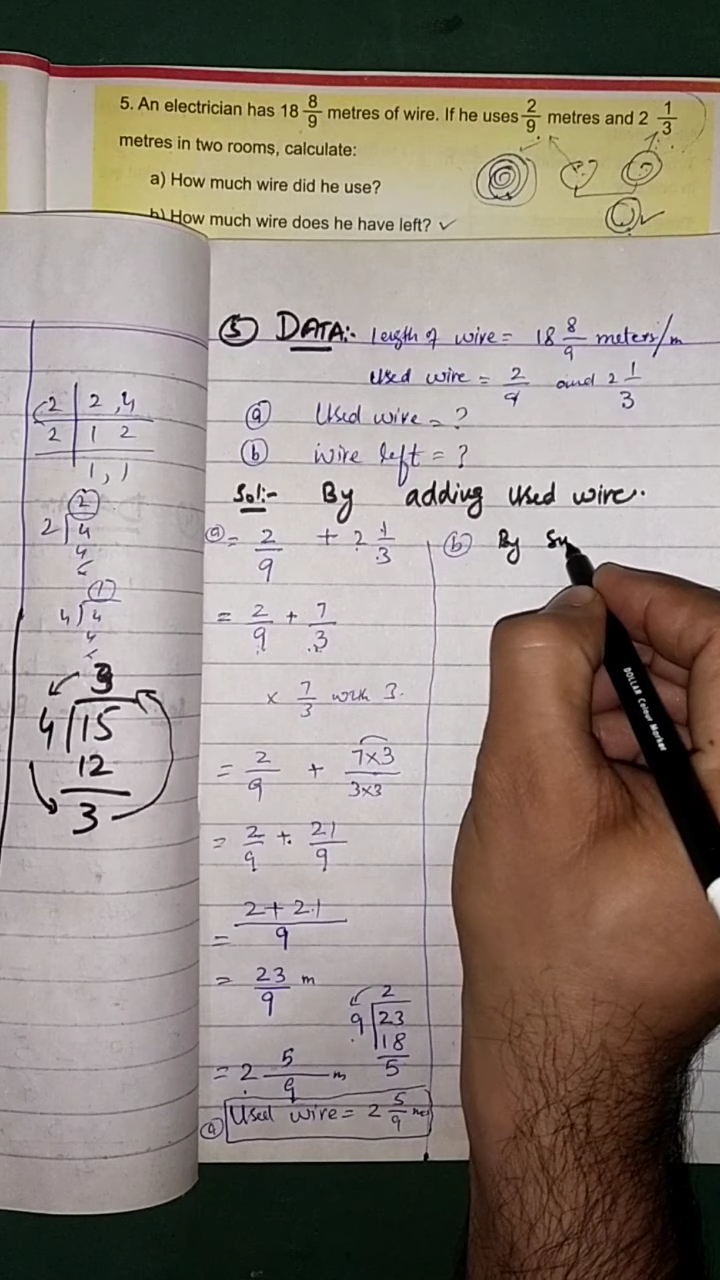 5. An electrician has 18 8/9 metres of wire. If he uses 2/9 metres and 2 1/3
metres in two rooms, calculate:
a) How much wire did he use?
b) How much wire does he have left? ✓
2 | 2 , 4
2 | 1 2
1 , 1
2
2 4
4
1
4 4
4
3
4 15
12
3
5 DATA:- Length of wire = 18 8/9 meters/m
Used wire = 2/9 and 2 1/3
a Used wire = ?
b wire left = ?
Sol:- By adding used wire.
a = 2/9 + 2 1/3
= 2/9 + 7/3
x 7/3 with 3.
= 2/9 + 7x3/3x3
= 2/9 + 21/9
= 2+21/9
= 23/9 m
2
9 23
18
5
= 2 5/9 m
a Used wire = 2 5/9
b By Su
DOLLAR Colour Marker